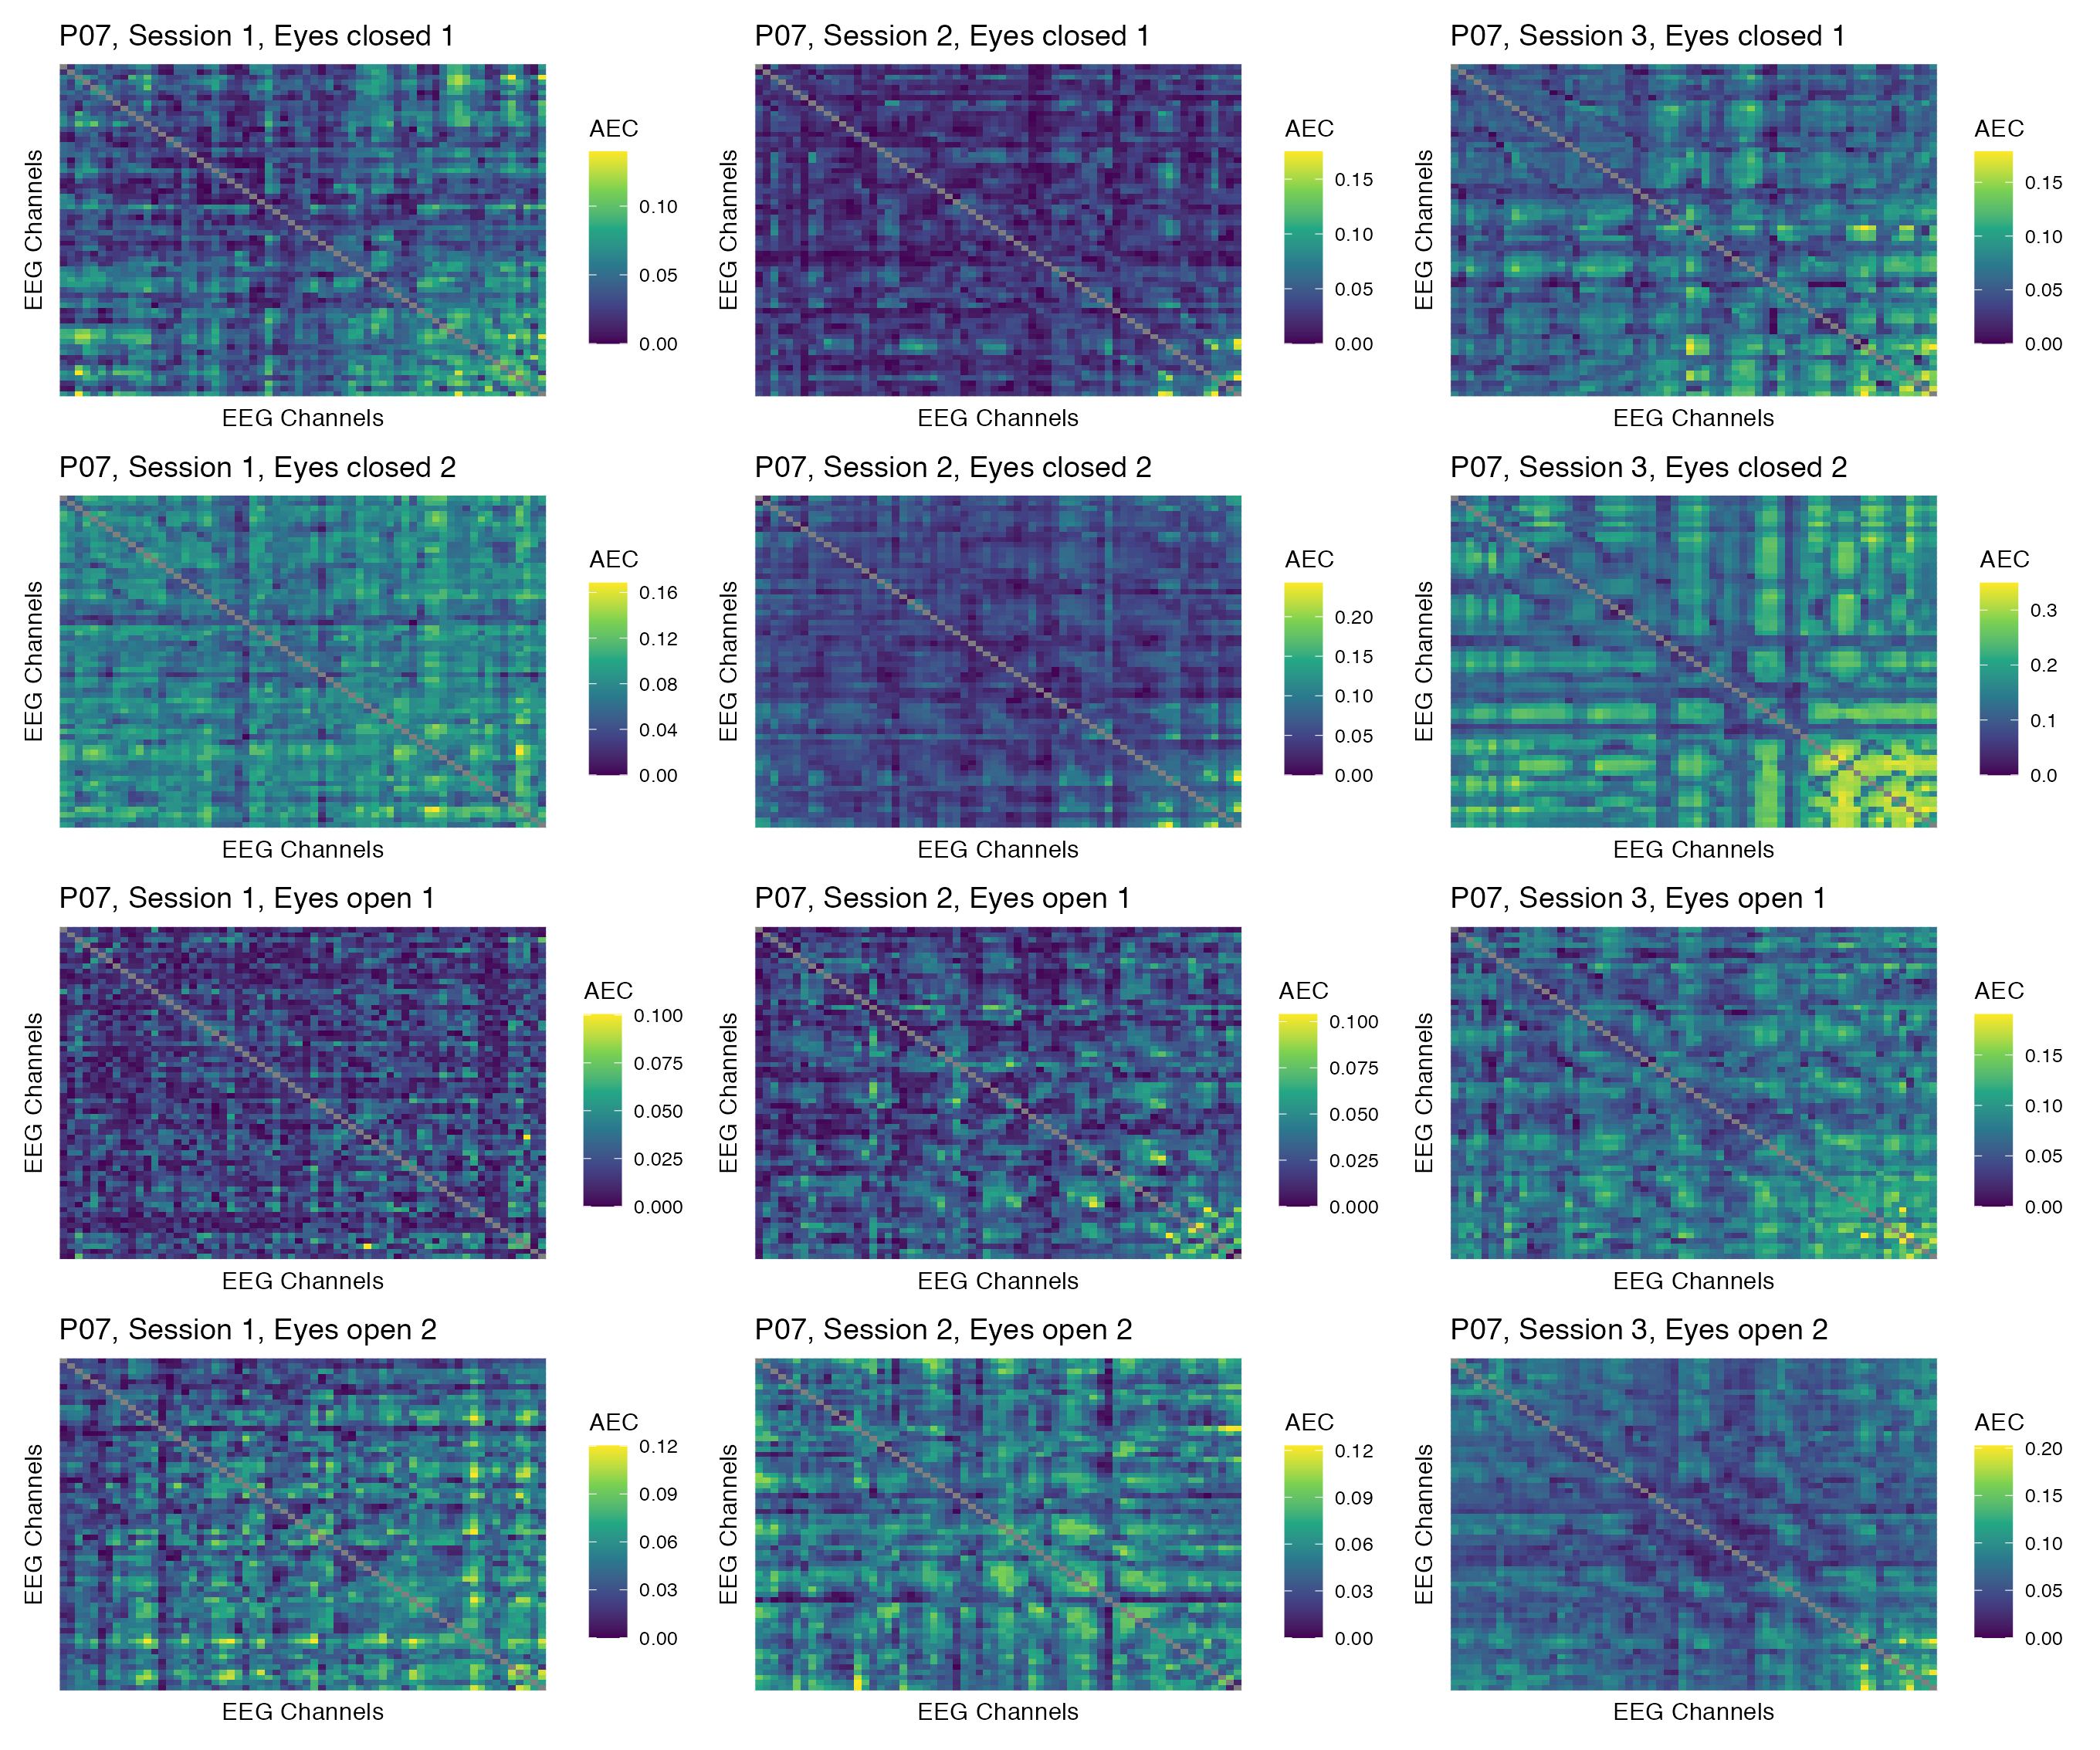 P07, Session 1, Eyes closed 1
EEG Channels
EEG Channels
AEC
0.10
0.05
0.00
P07, Session 2, Eyes closed 1
EEG Channels
EEG Channels
AEC
0.15
0.10
0.05
0.00
P07, Session 3, Eyes closed 1
EEG Channels
EEG Channels
AEC
0.15
0.10
0.05
0.00
P07, Session 1, Eyes closed 2
EEG Channels
EEG Channels
AEC
0.16
0.12
0.08
0.04
0.00
P07, Session 2, Eyes closed 2
EEG Channels
EEG Channels
AEC
0.20
0.15
0.10
0.05
0.00
P07, Session 3, Eyes closed 2
EEG Channels
EEG Channels
AEC
0.3
0.2
0.1
0.0
P07, Session 1, Eyes open 1
EEG Channels
EEG Channels
AEC
0.100
0.075
0.050
0.025
0.000
P07, Session 2, Eyes open 1
EEG Channels
EEG Channels
AEC
0.100
0.075
0.050
0.025
0.000
P07, Session 3, Eyes open 1
EEG Channels
EEG Channels
AEC
0.15
0.10
0.05
0.00
P07, Session 1, Eyes open 2
EEG Channels
EEG Channels
AEC
0.12
0.09
0.06
0.03
0.00
P07, Session 2, Eyes open 2
EEG Channels
EEG Channels
AEC
0.12
0.09
0.06
0.03
0.00
P07, Session 3, Eyes open 2
EEG Channels
EEG Channels
AEC
0.20
0.15
0.10
0.05
0.00